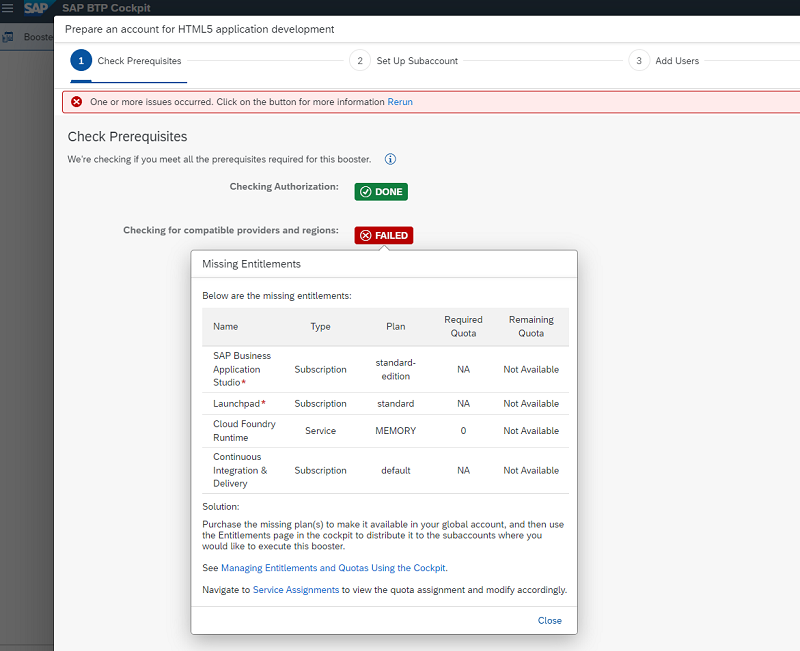 SAP SAP BTP Cockpit
Booste
Prepare an account for HTML5 application development
1 Check Prerequisites 2 Set Up Subaccount 3 Add Users
One or more issues occurred. Click on the button for more information Rerun
Check Prerequisites
We're checking if you meet all the prerequisites required for this booster.
Checking Authorization: DONE
Checking for compatible providers and regions: FAILED
Missing Entitlements
Below are the missing entitlements:
Name Type Plan Required Quota Remaining Quota
SAP Business Application Studio* Subscription standard-edition NA Not Available
Launchpad* Subscription standard NA Not Available
Cloud Foundry Runtime Service MEMORY 0 Not Available
Continuous Integration & Delivery Subscription default NA Not Available
Solution:
Purchase the missing plan(s) to make it available in your global account, and then use
the Entitlements page in the cockpit to distribute it to the subaccounts where you
would like to execute this booster.
See Managing Entitlements and Quotas Using the Cockpit.
Navigate to Service Assignments to view the quota assignment and modify accordingly.
Close